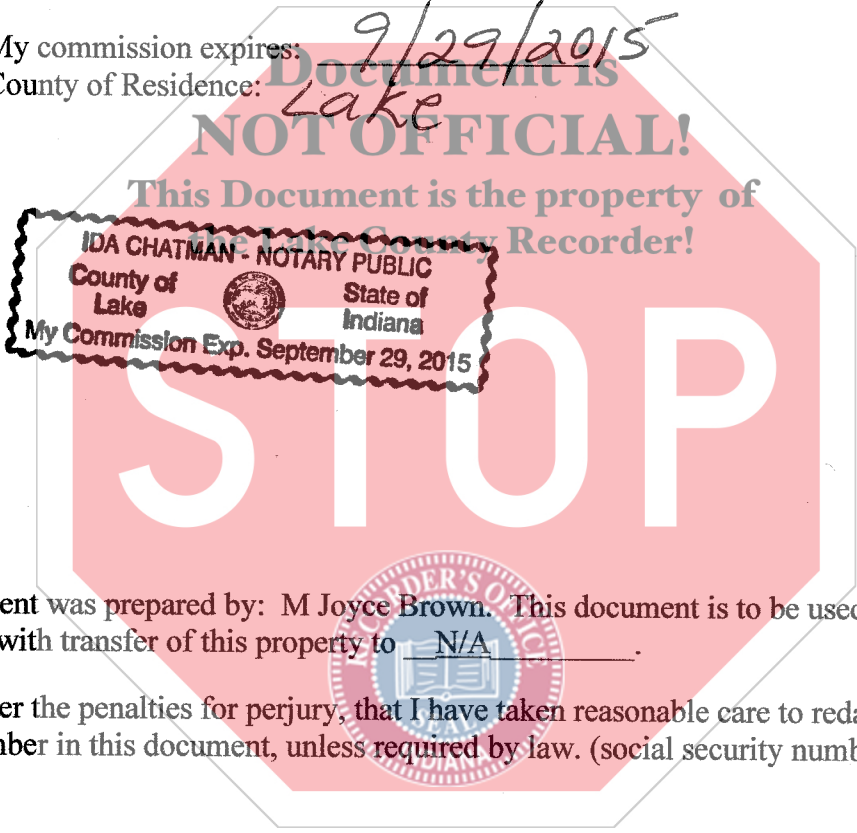 My commission expires: 9/29/2015
County of Residence: Lake
Document is
NOT OFFICIAL!
This Document is the property of
the Lake County Recorder!
IDA CHATMAN - NOTARY PUBLIC
County of Lake
State of Indiana
My Commission Exp. September 29, 2015
STOP
ent was prepared by: M Joyce Brown. This document is to be used
with transfer of this property to N/A.
er the penalties for perjury, that I have taken reasonable care to reda
ber in this document, unless required by law. (social security numb
RECORDER'S OFFICE
SEAL
INDIANA